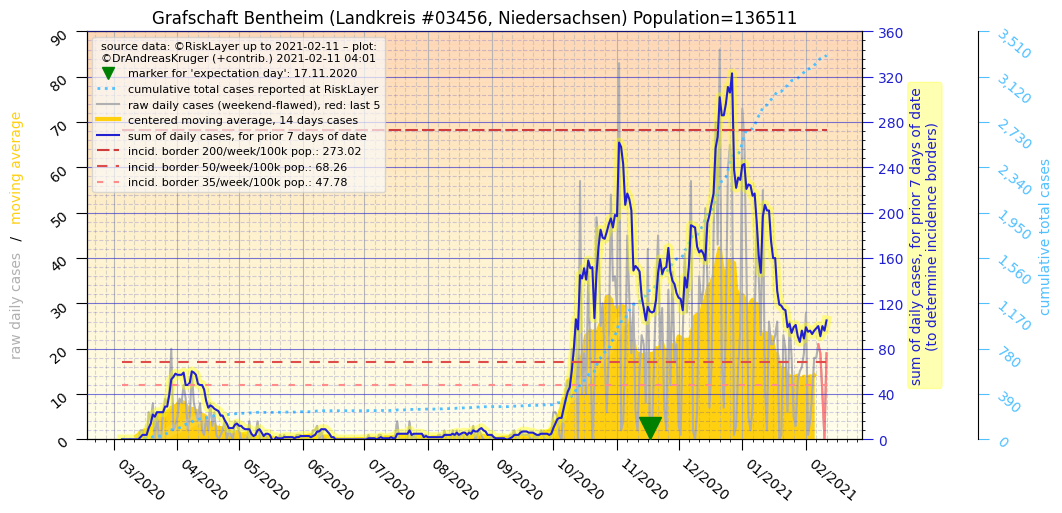 Grafschaft Bentheim (Landkreis #03456, Niedersachsen) Population=136511
source data: ©RiskLayer up to 2021-02-11 – plot:
©DrAndreasKruger (+contrib.) 2021-02-11 04:01
marker for 'expectation day': 17.11.2020
cumulative total cases reported at RiskLayer
raw daily cases (weekend-flawed), red: last 5
centered moving average, 14 days cases
sum of daily cases, for prior 7 days of date
incid. border 200/week/100k pop.: 273.02
incid. border 50/week/100k pop.: 68.26
incid. border 35/week/100k pop.: 47.78
raw daily cases / moving average
90
80
70
60
50
40
30
20
10
0
03/2020
04/2020
05/2020
06/2020
07/2020
08/2020
09/2020
10/2020
11/2020
12/2020
01/2021
02/2021
360
320
280
240
200
160
120
80
40
0
sum of daily cases, for prior 7 days of date
(to determine incidence borders)
3,510
3,120
2,730
2,340
1,950
1,560
1,170
780
390
0
cumulative total cases